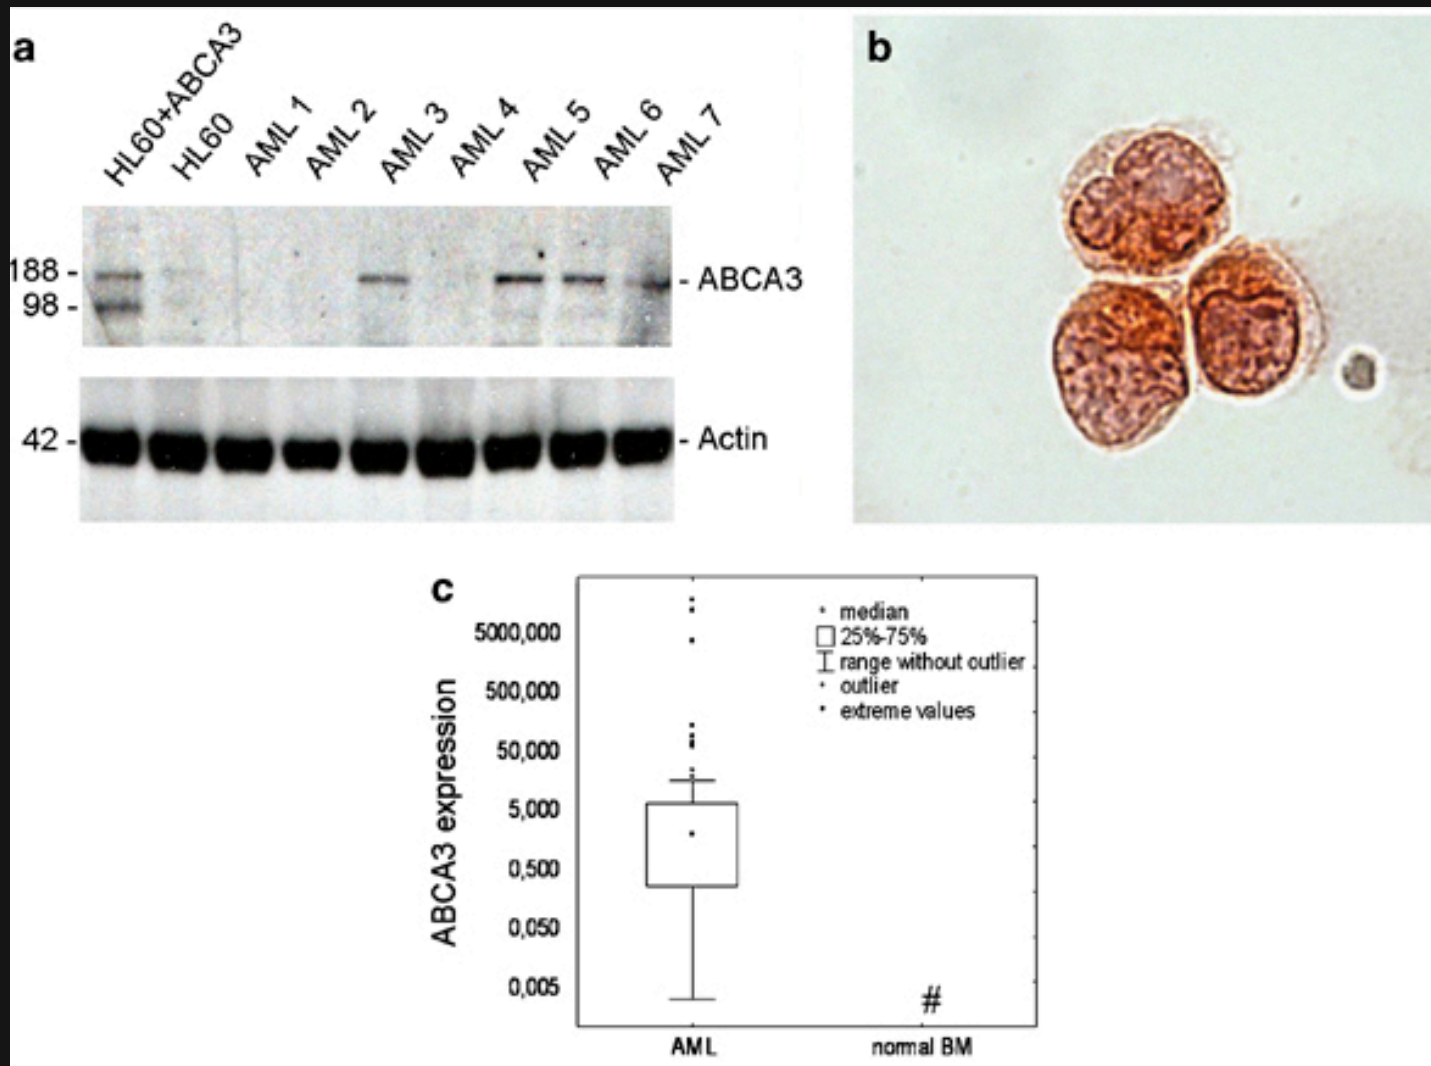 a
HL60+ABCA3
HL60
AML 1
AML 2
AML 3
AML 4
AML 5
AML 6
AML 7
188 -
98 -
- ABCA3
42 -
- Actin
b
c
ABCA3 expression
5000,000
500,000
50,000
5,000
0,500
0,050
0,005
median
25%-75%
range without outlier
outlier
extreme values
#
AML
normal BM